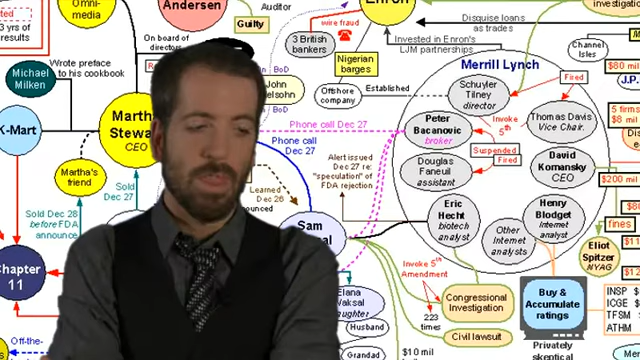 Omni-
media
Andersen
Auditor
Enron
investigation
posted
3 yrs of
results
Guilty
wire fraud
3 British
bankers
Disguise loans
as trades
Invested in Enron's
LJM partnerships
Channel
Isles
On board of
directors
Nigerian
barges
Merrill Lynch
$80 mil
J.P.
Wrote preface
to his cookbook
Michael
Milken
BoD
John
Offshore
company
Established
Schuyler
Tilney
director
Fired
5 firms
$8 m
K-Mart
Martha
Stewa
CEO
Phone call
Dec 27
Phone call Dec 27
Peter
Bacanovic
broker
Invoke
5th
Thomas Davis
Vice Chair.
Suspended
Fired
Douglas
Faneuil
assistant
David
Komansky
CEO
Martha's
friend
Sold
Dec 27
Alert issued Dec 27 re:
"speculation" of
FDA rejection
$200 mil
Learned
Dec 26
nounced
Sold Dec 28
before FDA
announce
Sam
Eric
Hecht
biotech
analyst
Other
Internet
analysts
Henry
Blodget
Internet
analyst
fines
Eliot
Spitzer
NYAG
Chapter
11
Invoke 5th
Amendment
Elana
Waksal
daughter
Congressional
Investigation
223
times
Buy &
Accumulate
ratings
INSP
ICGE
TFSM
ATHM
Husband
Civil lawsuit
Off-the-
Grandad
$10 mil
Privately
skeptical